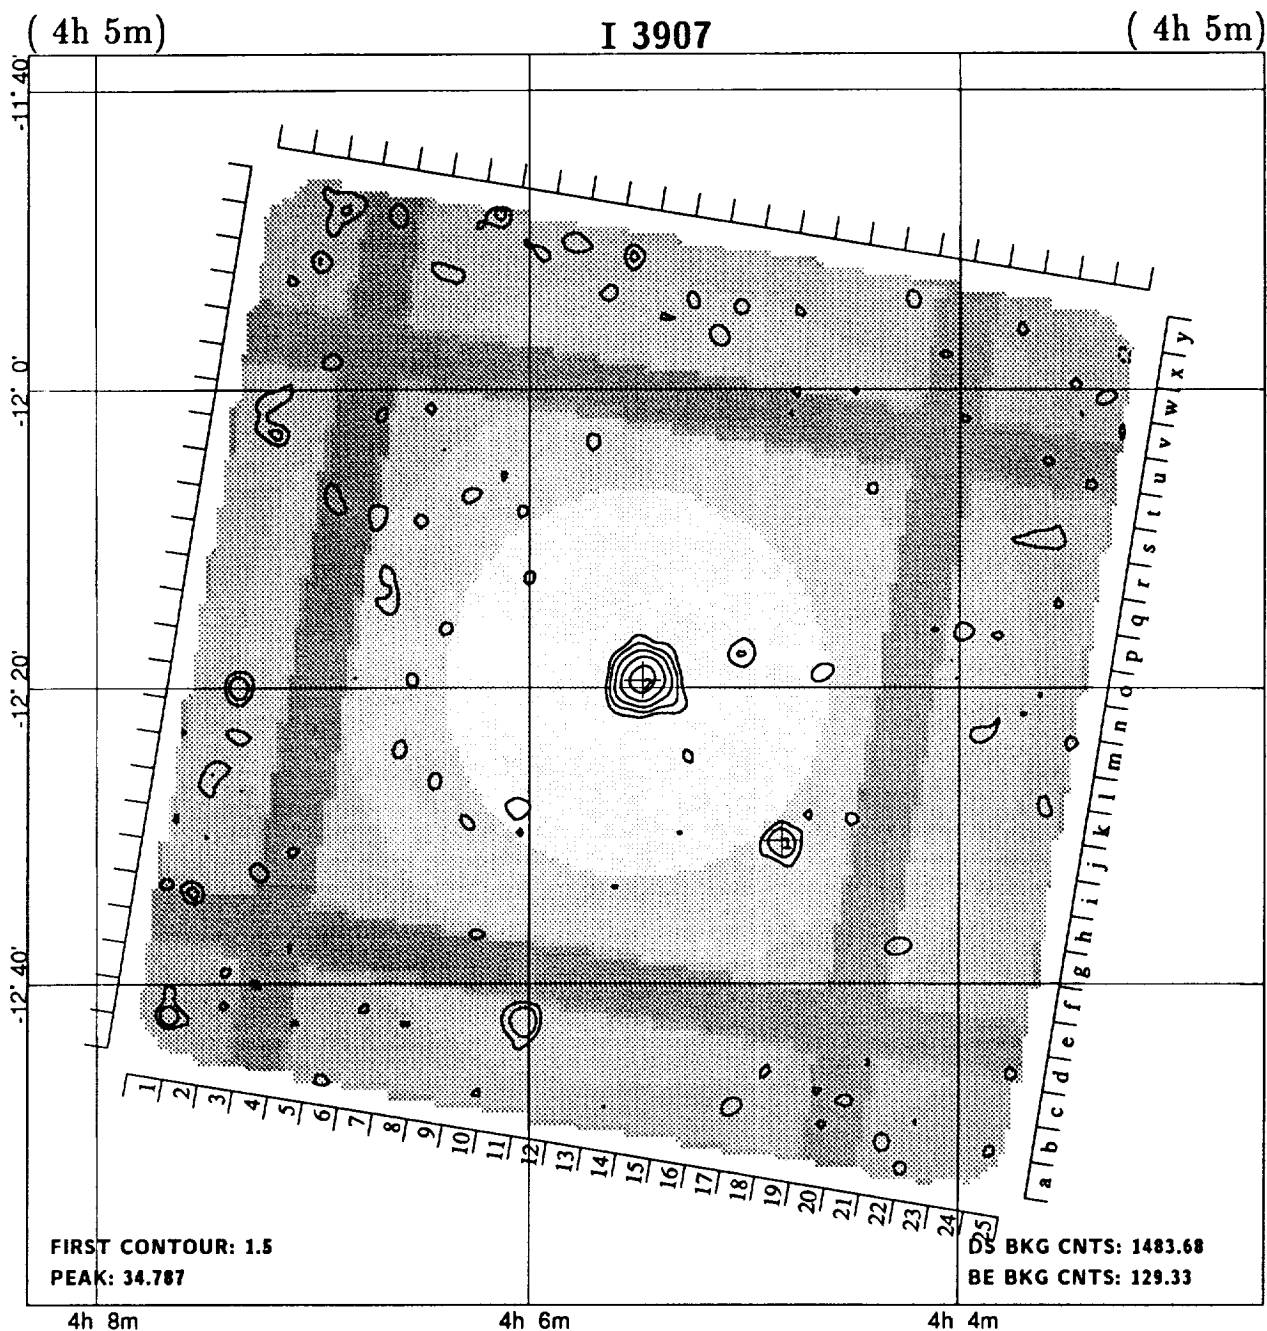 ( 4h 5m) I 3907 ( 4h 5m)
-11° 40'
-12° 0'
-12° 20'
-12° 40'
y
x
w
v
u
t
s
r
q
p
o
n
m
l
k
j
i
h
g
f
e
d
c
b
a
1 2 3 4 5 6 7 8 9 10 11 12 13 14 15 16 17 18 19 20 21 22 23 24 25
2
1
FIRST CONTOUR: 1.5
PEAK: 34.787
DS BKG CNTS: 1483.68
BE BKG CNTS: 129.33
4h 8m 4h 6m 4h 4m